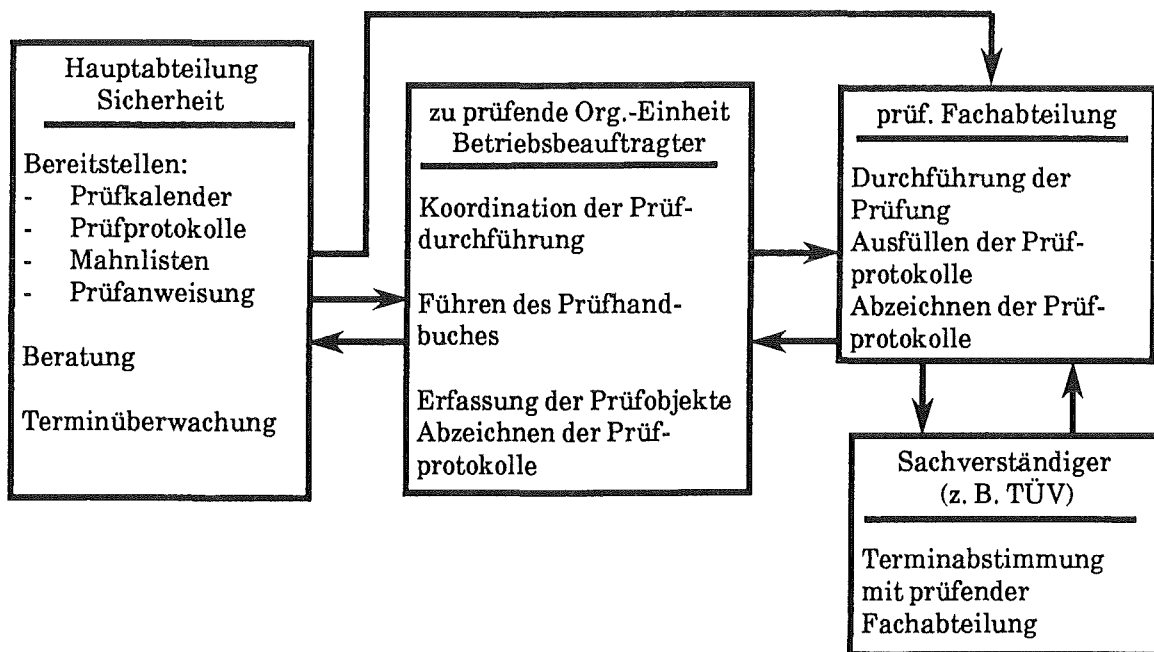 Hauptabteilung
Sicherheit
Bereitstellen:
- Prüfkalender
- Prüfprotokolle
- Mahnlisten
- Prüfanweisung
Beratung
Terminüberwachung
zu prüfende Org.-Einheit
Betriebsbeauftragter
Koordination der Prüf-
durchführung
Führen des Prüfhand-
buches
Erfassung der Prüfobjekte
Abzeichnen der Prüf-
protokolle
prüf. Fachabteilung
Durchführung der
Prüfung
Ausfüllen der Prüf-
protokolle
Abzeichnen der Prüf-
protokolle
Sachverständiger
(z. B. TÜV)
Terminabstimmung
mit prüfender
Fachabteilung